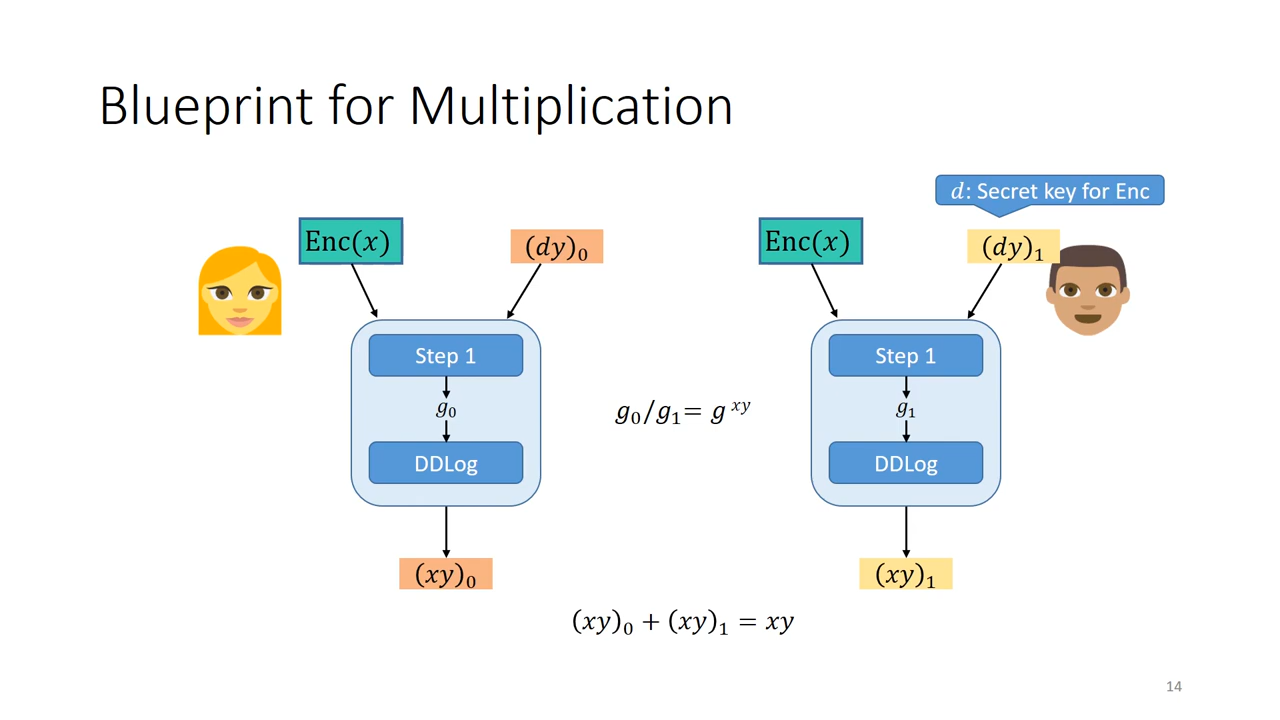 Blueprint for Multiplication
d: Secret key for Enc
Enc(x)
(dy)₀
Enc(x)
(dy)₁
Step 1
Step 1
g₀
g₀/g₁= g^{xy}
g₁
DDLog
DDLog
(xy)₀
(xy)₁
(xy)₀ + (xy)₁ = xy
14